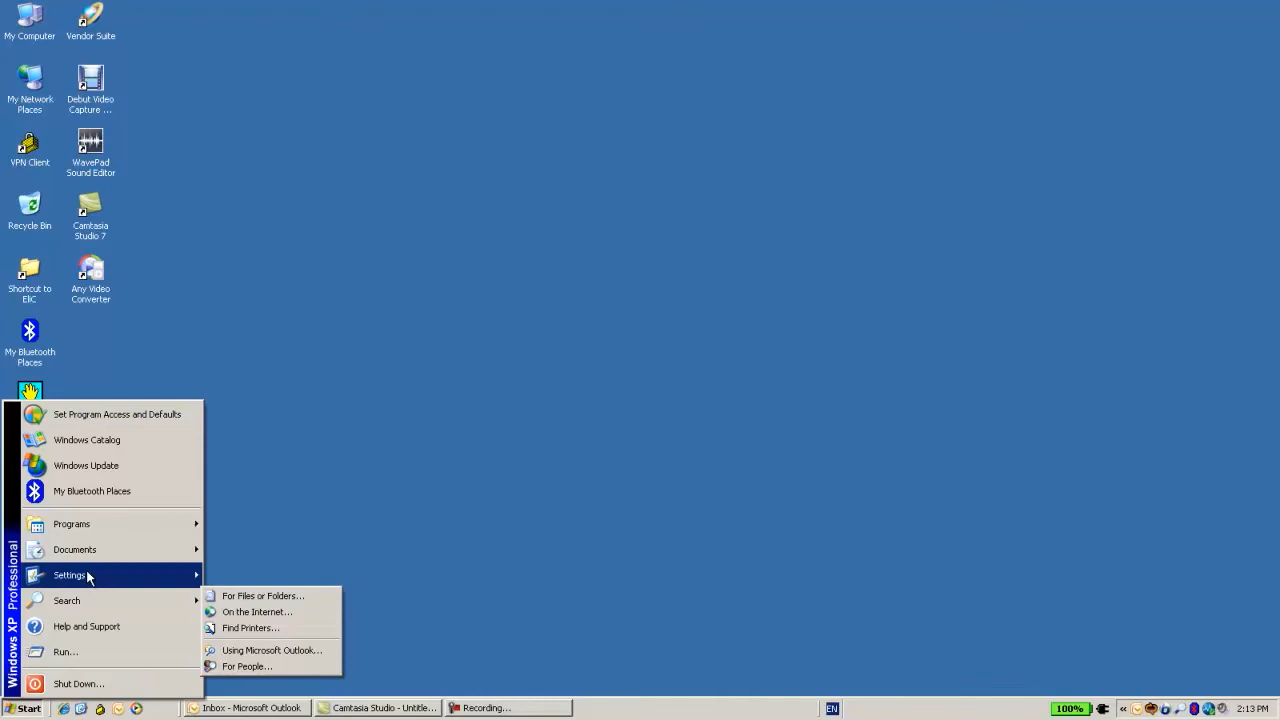 My Computer
Vendor Suite
My Network
Places
Debut Video
Capture ...
VPN Client
WavePad
Sound Editor
Recycle Bin
Camtasia
Studio 7
Shortcut to
EliC
Any Video
Converter
My Bluetooth
Places
Set Program Access and Defaults
Windows Catalog
Windows Update
My Bluetooth Places
Programs
Documents
Settings
Search
Help and Support
Run...
Shut Down...
Windows XP Professional
For Files or Folders...
On the Internet...
Find Printers...
Using Microsoft Outlook...
For People...
Start
Inbox - Microsoft Outlook
Camtasia Studio - Untitle...
Recording...
EN
100%
«
2:13 PM